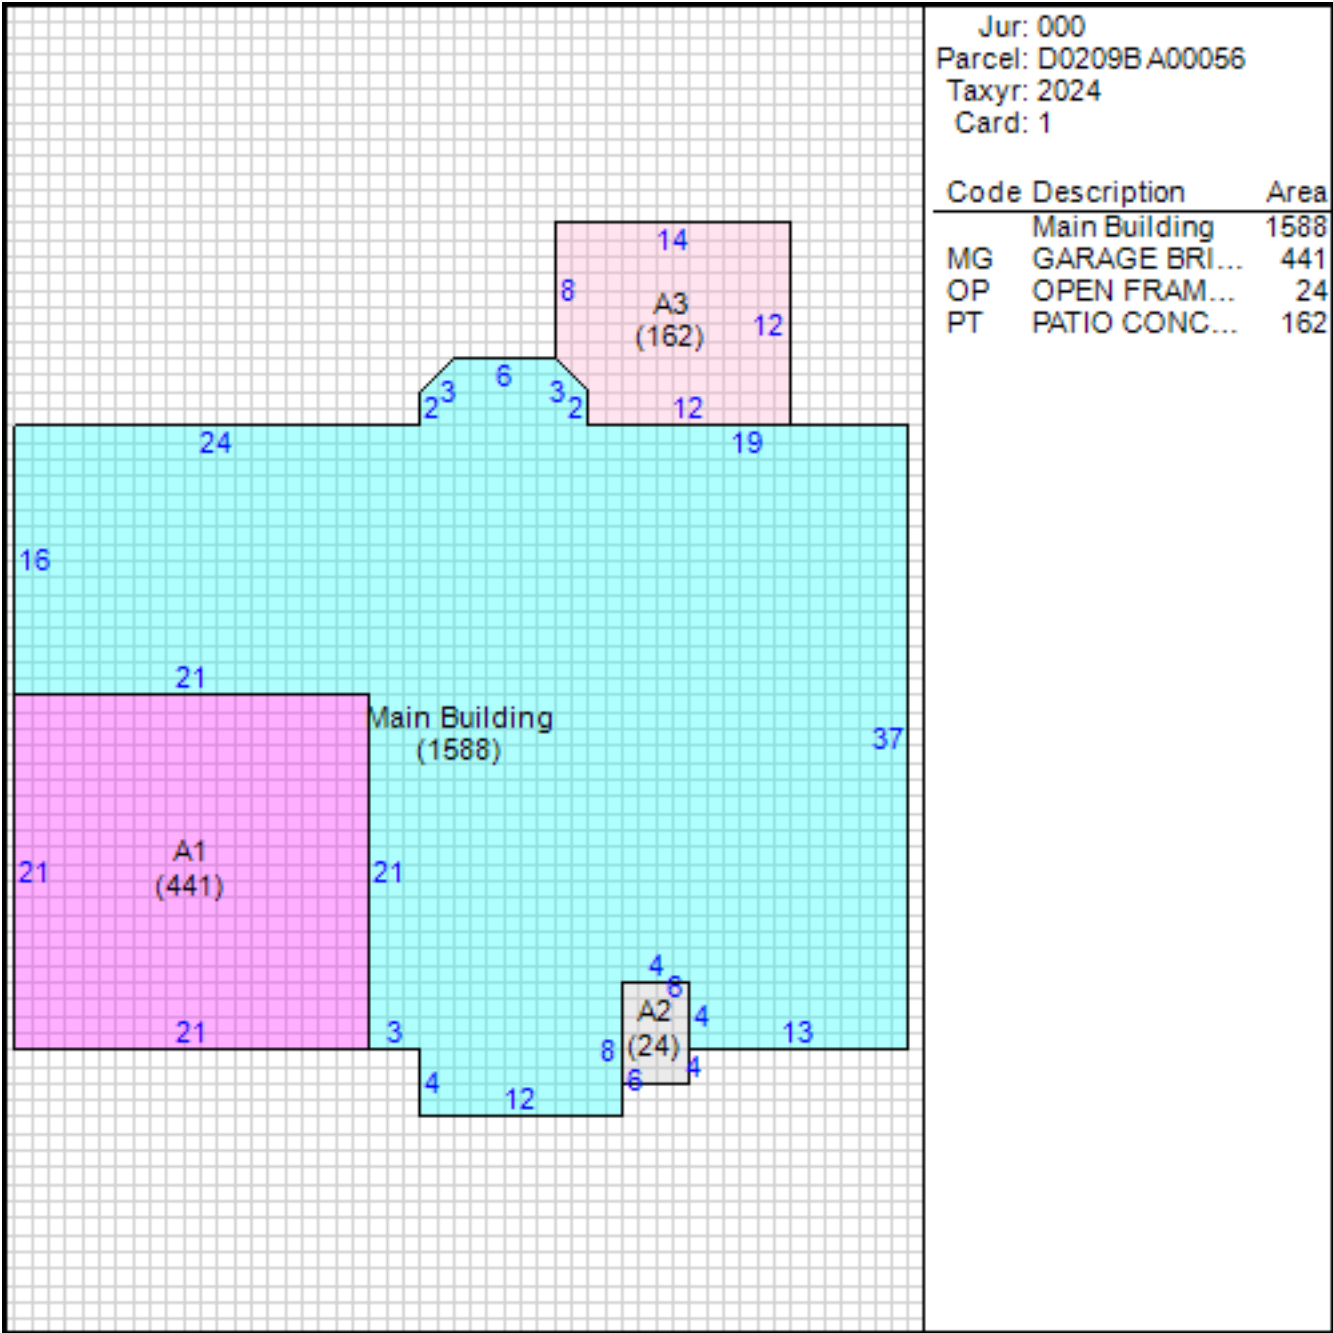 Jur: 000
Parcel: D0209B A00056
Taxyr: 2024
Card: 1
Code Description Area
Main Building 1588
MG GARAGE BRI... 441
OP OPEN FRAM... 24
PT PATIO CONC... 162
14
8
A3
(162)
12
6
3
3
2
2
12
24
19
16
21
Main Building
(1588)
37
A1
(441)
21
21
4
6
A2
(24)
4
21
3
13
8
4
4
6
12